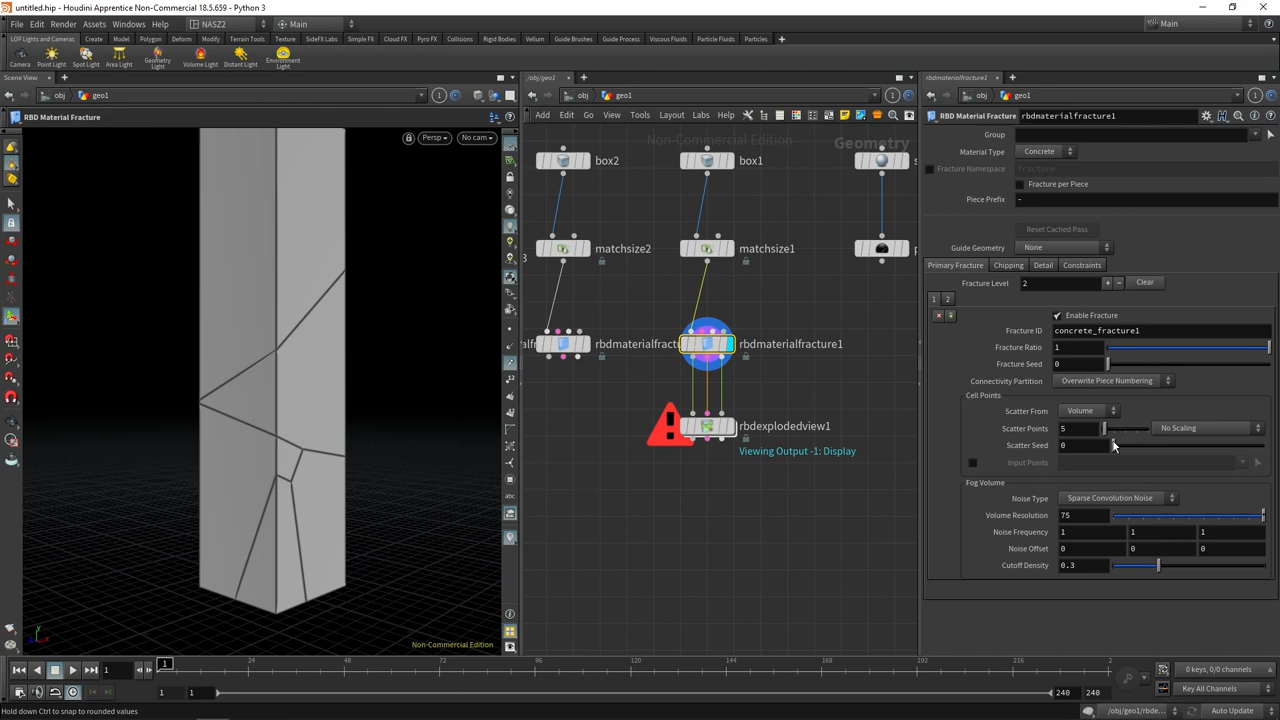 untitled.hip - Houdini Apprentice Non-Commercial 18.5.659 - Python 3
File Edit Render Assets Windows Help NASZ2 Main Main
LOP Lights and Cameras Create Model Polygon Deform Modify Terrain Tools SideFX Labs Simple FX Cloud FX Pyro FX Collisions Rigid Bodies Vellum Guide Brushes Guide Process Viscous Fluids Particle Fluids Particles
Camera Point Light Spot Light Area Light Geometry Light Volume Light Distant Light Environment Light
Scene View
/obj/geo1
rbdmaterialfracture1
obj geo1 1
obj geo1 1
obj geo1 1
RBD Material Fracture
Add Edit Go View Tools Layout Labs Help
RBD Material Fracture rbdmaterialfracture1
Persp No cam
Non-Commercial Edition
Geometry
box2
box1
matchsize2
matchsize1
rbdmaterialfractu
rbdmaterialfracture1
rbdexplodedview1
Viewing Output -1: Display
Group
Material Type Concrete
Fracture Namespace fracture
Fracture per Piece
Piece Prefix -
Reset Cached Pass
Guide Geometry None
Primary Fracture Chipping Detail Constraints
Fracture Level 2 + − Clear
1 2
Enable Fracture
Fracture ID concrete_fracture1
Fracture Ratio 1
Fracture Seed 0
Connectivity Partition Overwrite Piece Numbering
Cell Points
Scatter From Volume
Scatter Points 5 No Scaling
Scatter Seed 0
Input Points
Fog Volume
Noise Type Sparse Convolution Noise
Volume Resolution 75
Noise Frequency 1 1 1
Noise Offset 0 0 0
Cutoff Density 0.3
Non-Commercial Edition
1
1 24 48 72 96 120 144 168 192 216 2
0 keys, 0/0 channels
1 1 240 240
Key All Channels
Hold down Ctrl to snap to rounded values
/obj/geo1/rbde...
Auto Update